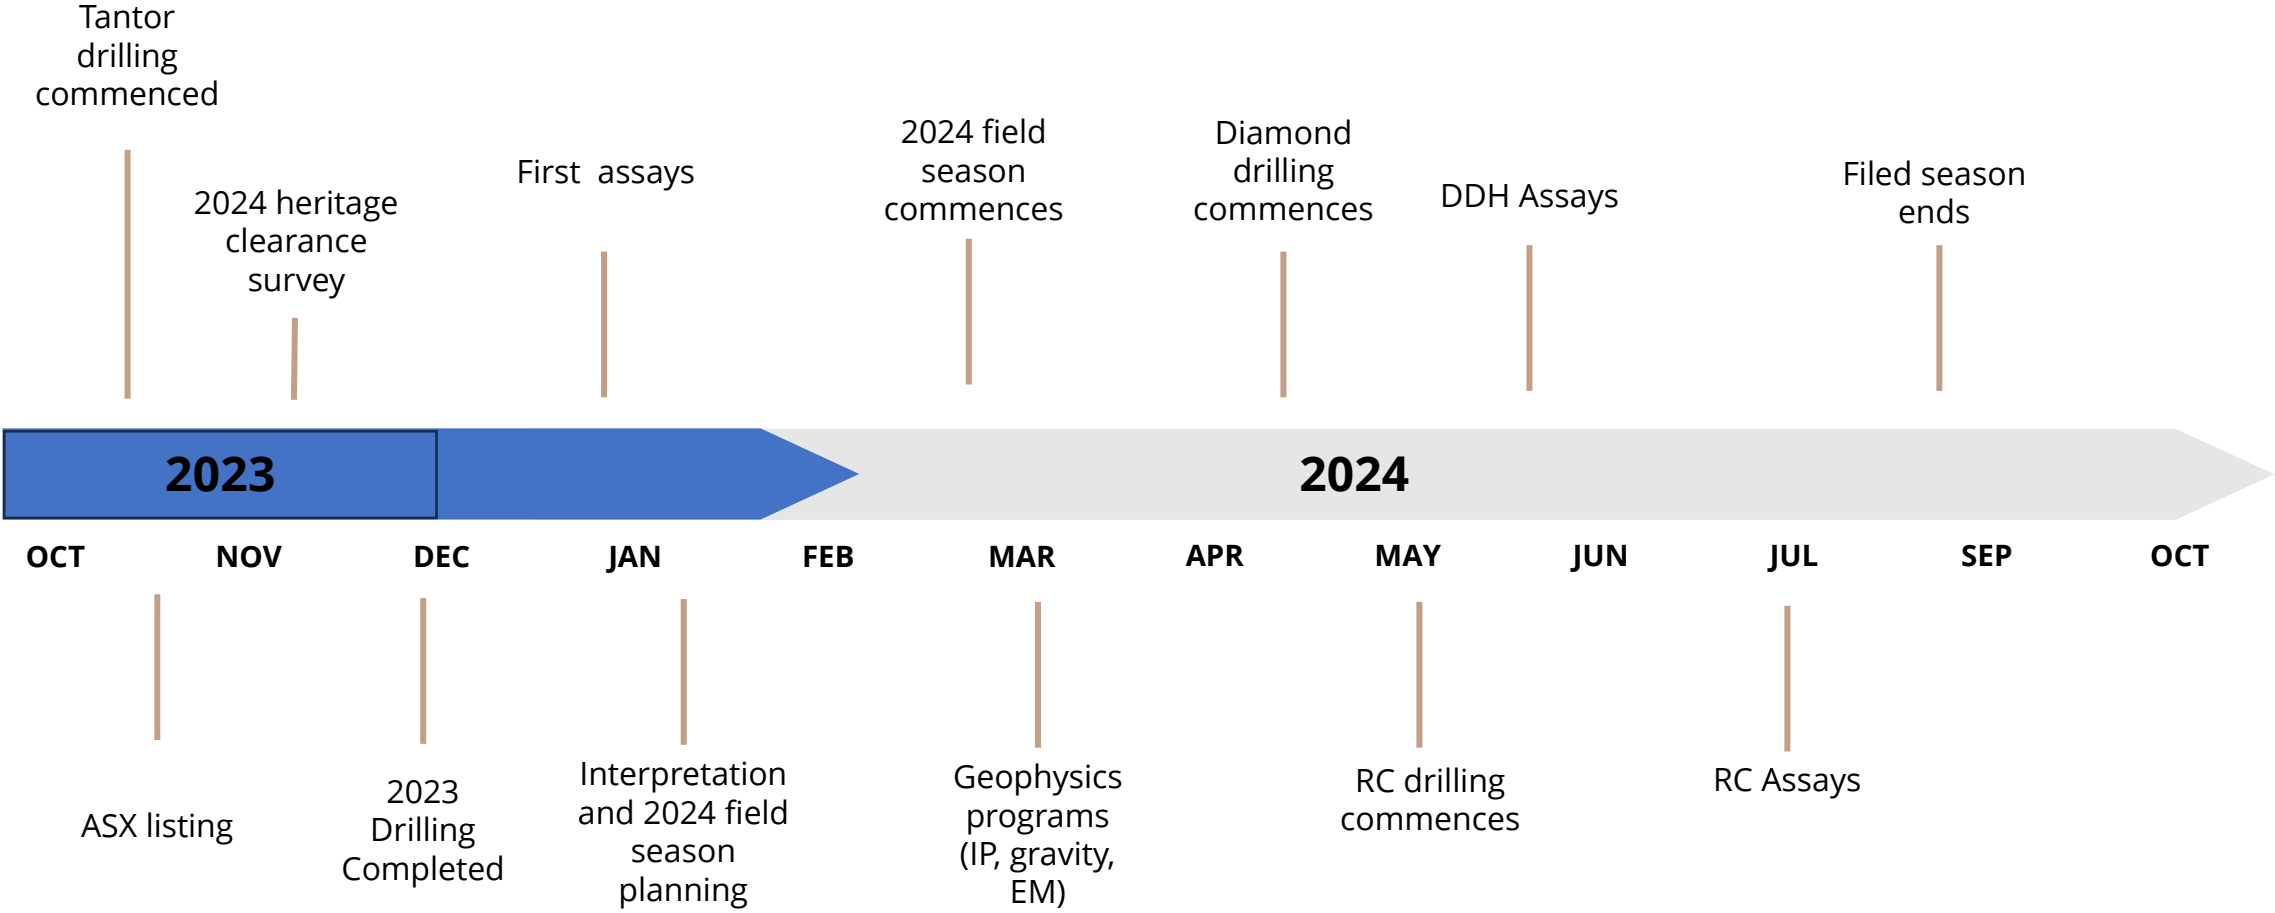 Tantor
drilling
commenced
2024 heritage
clearance
survey
First  assays
2024 field
season
commences
Diamond
drilling
commences
DDH Assays
Filed season
ends
2023
2024
OCT
NOV
DEC
JAN
FEB
MAR
APR
MAY
JUN
JUL
SEP
OCT
ASX listing
2023
Drilling
Completed
Interpretation
and 2024 field
season
planning
Geophysics
programs
(IP, gravity,
EM)
RC drilling
commences
RC Assays